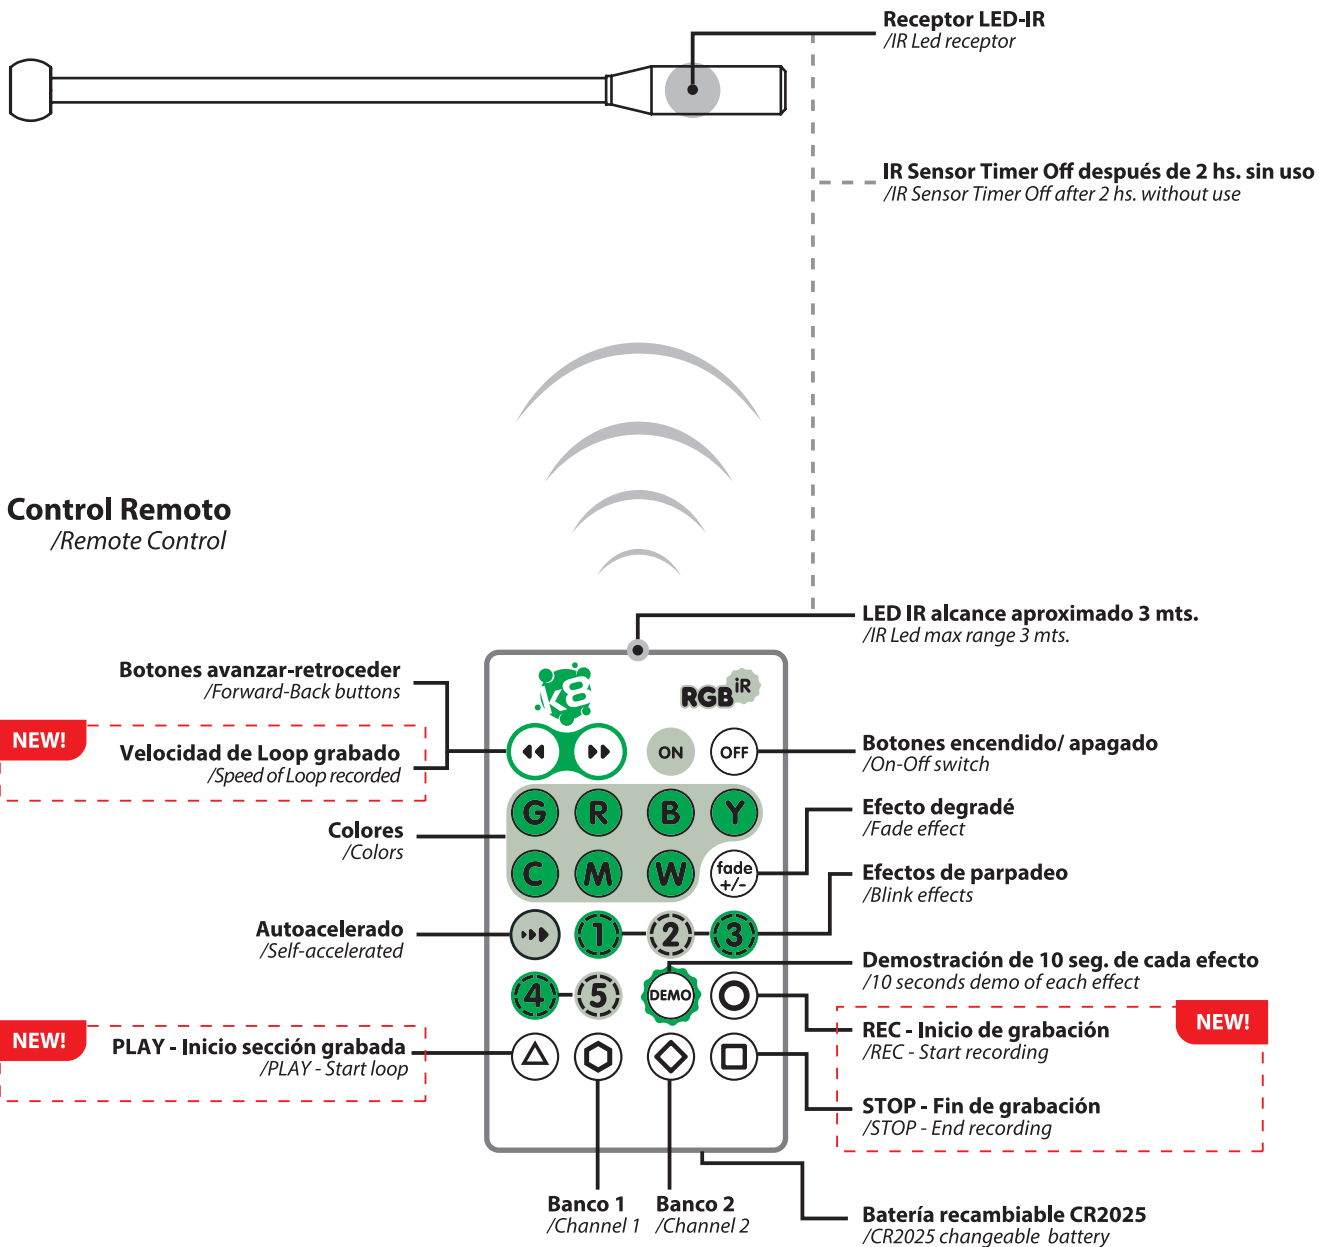 Receptor LED-IR
/IR Led receptor
IR Sensor Timer Off después de 2 hs. sin uso
/IR Sensor Timer Off after 2 hs. without use
Control Remoto
/Remote Control
LED IR alcance aproximado 3 mts.
/IR Led max range 3 mts.
Botones avanzar-retroceder
/Forward-Back buttons
NEW!
Velocidad de Loop grabado
/Speed of Loop recorded
k8
RGB iR
ON
OFF
Botones encendido/ apagado
/On-Off switch
G R B Y
Efecto degradé
/Fade effect
Colores
/Colors
C M W
fade
+/-
Efectos de parpadeo
/Blink effects
Autoacelerado
/Self-accelerated
1 2 3
Demostración de 10 seg. de cada efecto
/10 seconds demo of each effect
4 5
DEMO
NEW!
REC - Inicio de grabación
/REC - Start recording
NEW!
PLAY - Inicio sección grabada
/PLAY - Start loop
STOP - Fin de grabación
/STOP - End recording
Banco 1
/Channel 1
Banco 2
/Channel 2
Batería recambiable CR2025
/CR2025 changeable battery